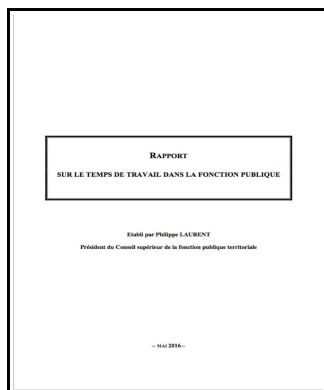 RAPPORT
SUR LE TEMPS DE TRAVAIL DANS LA FONCTION PUBLIQUE
Etabli par Philippe LAURENT
Président du Conseil supérieur de la fonction publique territoriale
– MAI 2016 –